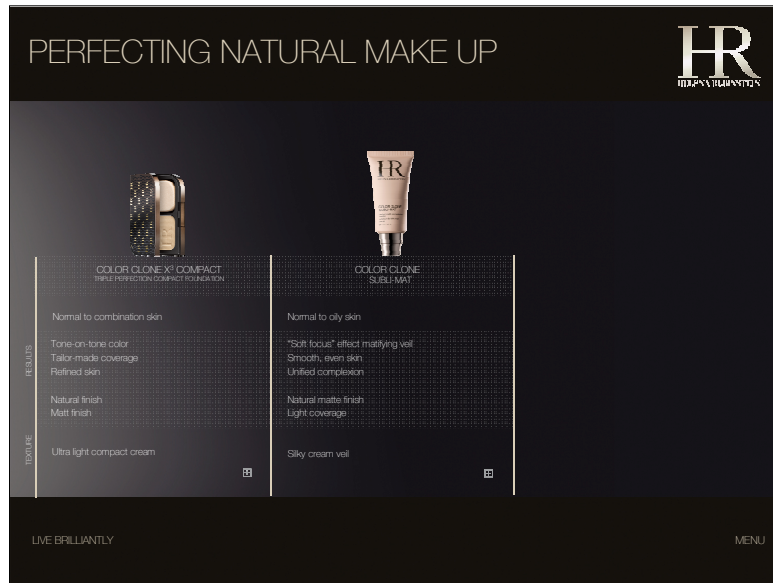 PERFECTING NATURAL MAKE UP
HR
HELENA RUBINSTEIN
HR
COLOR CLONE
COLOR CLONE X³ COMPACT
TRIPLE PERFECTION COMPACT FOUNDATION
COLOR CLONE
SUBLI-MAT
Normal to combination skin
Normal to oily skin
RESULTS
Tone-on-tone color
Tailor-made coverage
Refined skin
Natural finish
Matt finish
"Soft focus" effect matifying veil
Smooth, even skin
Unified complexion
Natural matte finish
Light coverage
TEXTURE
Ultra light compact cream
Silky cream veil
LIVE BRILLIANTLY
MENU